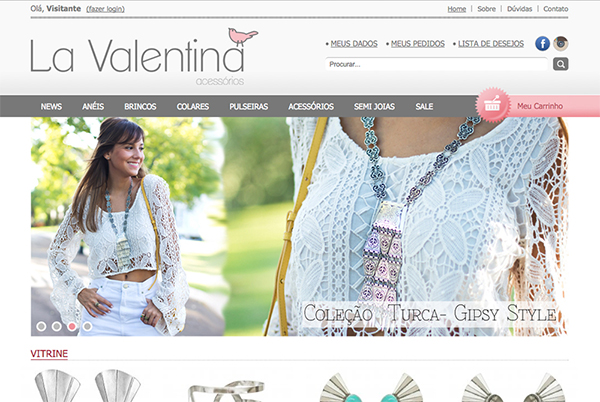 Olá, Visitante (fazer login)
Home | Sobre | Dúvidas | Contato
La Valentina
acessórios
• MEUS DADOS • MEUS PEDIDOS • LISTA DE DESEJOS
Procurar...
NEWS ANÉIS BRINCOS COLARES PULSEIRAS ACESSÓRIOS SEMI JOIAS SALE Meu Carrinho
Coleção Turca- Gipsy Style
VITRINE